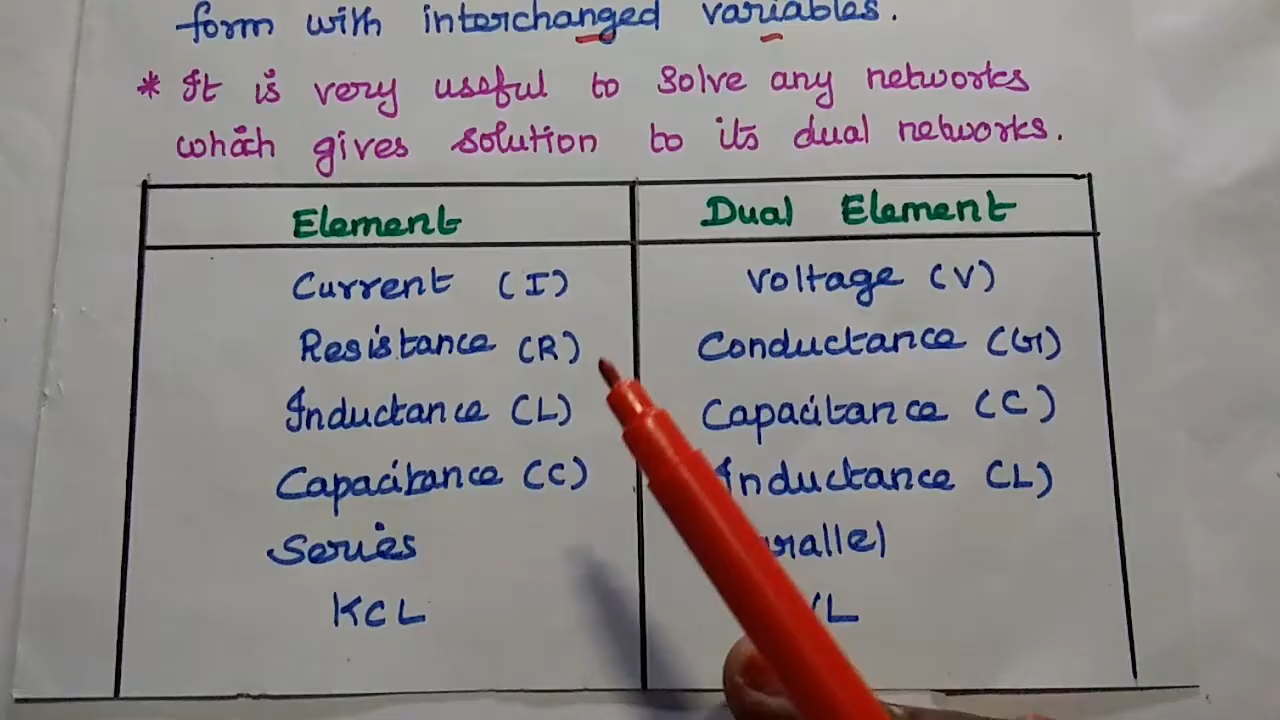 form with interchanged variables.
* It is very useful to solve any networks
which gives solution to its dual networks.
Element Dual Element
Current (I) Voltage (V)
Resistance (R) Conductance (G)
Inductance (L) Capacitance (C)
Capacitance (C) Inductance (L)
Series
KCL